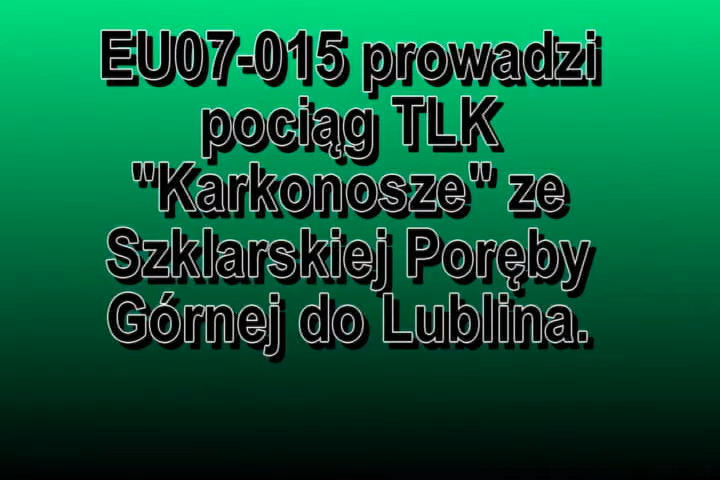 EU07-015 prowadzi
pociąg TLK
"Karkonosze" ze
Szklarskiej Poręby
Górnej do Lublina.